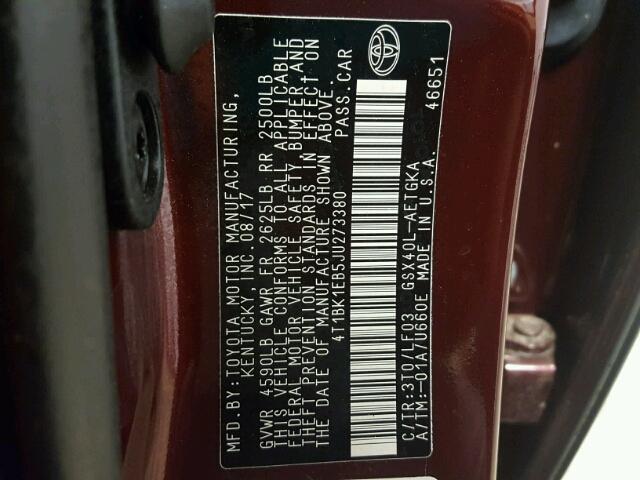 MFD.BY:TOYOTA MOTOR MANUFACTURING,
KENTUCKY, INC. 08/17
GVWR 4590LB GAWR FR 2625LB RR 2500LB
THIS VEHICLE CONFORMS TO ALL APPLICABLE
FEDERAL MOTOR VEHICLE SAFETY, BUMPER, AND
THEFT PREVENTION STANDARDS IN EFFECT ON
THE DATE OF MANUFACTURE SHOWN ABOVE.
4T1BK1EB5JU273380 PASS.CAR
C/TR:3T0/LF03 GSX40L-AETGKA
A/TM:-01A/U660E MADE IN U.S.A. 46651